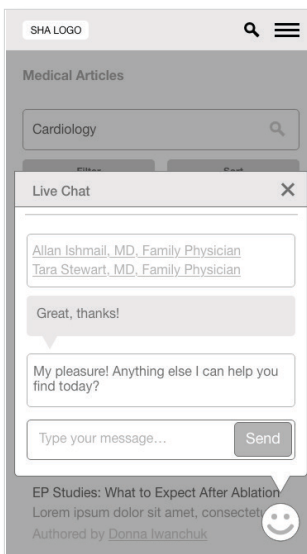 SHA LOGO
Medical Articles
Cardiology
Filter
Sort
Live Chat
Allan Ishmail, MD, Family Physician
Tara Stewart, MD, Family Physician
Great, thanks!
My pleasure! Anything else I can help you
find today?
Type your message…
Send
EP Studies: What to Expect After Ablation
Lorem ipsum dolor sit amet,
Authored by Donna Iwanchuk